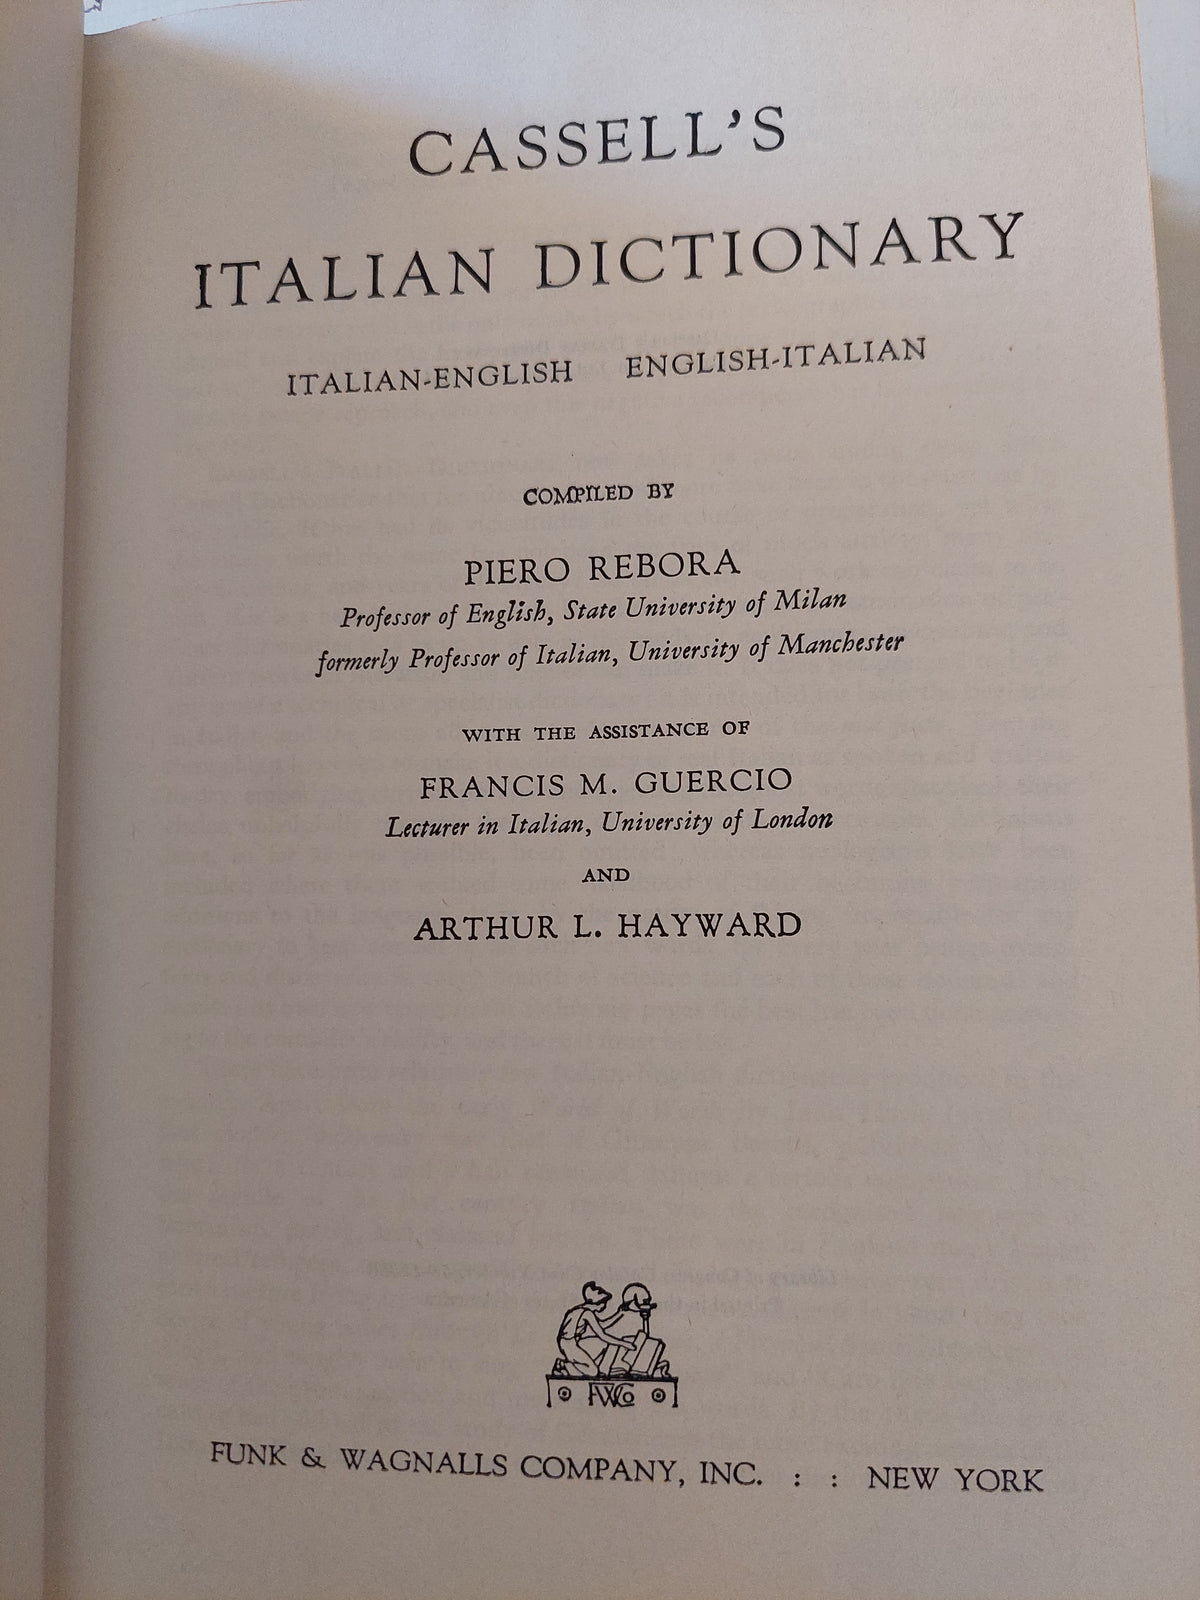 CASSELL'S
ITALIAN DICTIONARY
ITALIAN-ENGLISH ENGLISH-ITALIAN
COMPILED BY
PIERO REBORA
Professor of English, State University of Milan
formerly Professor of Italian, University of Manchester
WITH THE ASSISTANCE OF
FRANCIS M. GUERCIO
Lecturer in Italian, University of London
AND
ARTHUR L. HAYWARD
FWCo
FUNK & WAGNALLS COMPANY, INC. : : NEW YORK